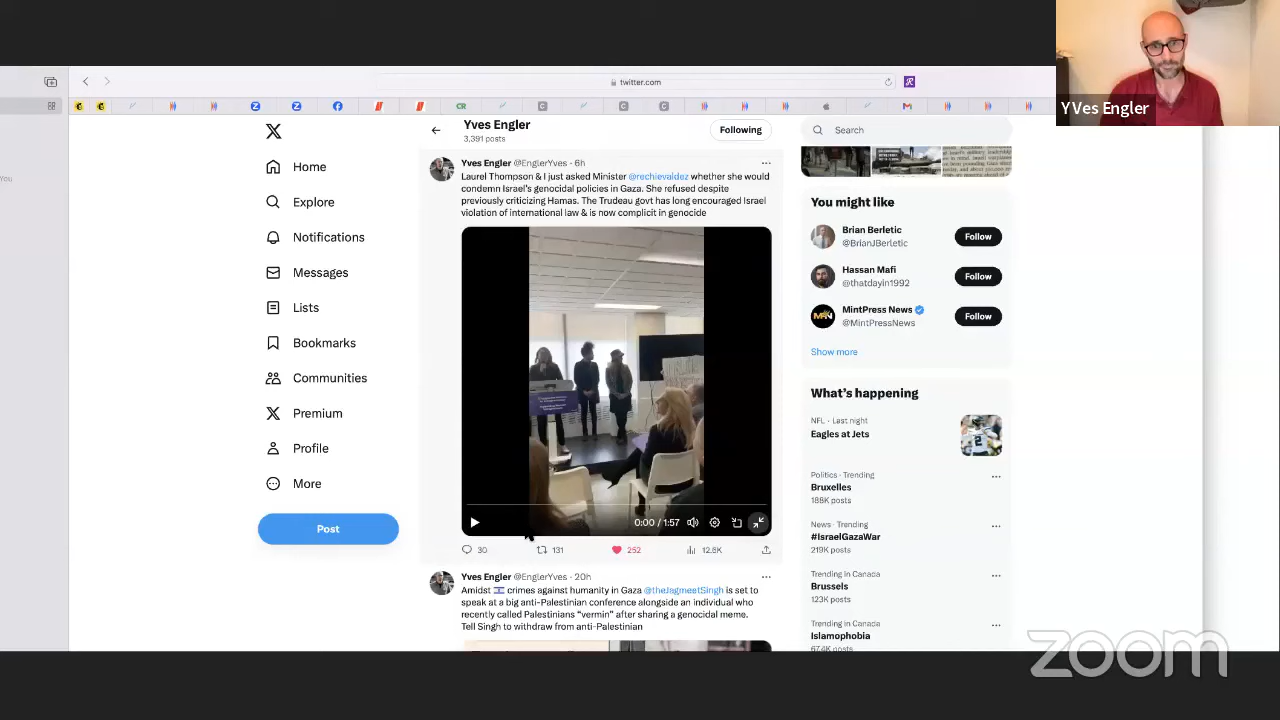 YVes Engler
twitter.com
CR
You
Yves Engler
3,391 posts
Following
Search
Home
Explore
Notifications
Messages
Lists
Bookmarks
Communities
Premium
Profile
More
Post
Yves Engler @EnglerYves · 6h
Laurel Thompson & I just asked Minister @rechievaldez whether she would
condemn Israel's genocidal policies in Gaza. She refused despite
previously criticizing Hamas. The Trudeau govt has long encouraged Israel
violation of international law & is now complicit in genocide
0:00 / 1:57
30
131
252
12.6K
Yves Engler @EnglerYves · 20h
Amidst 🇮🇱 crimes against humanity in Gaza @theJagmeetSingh is set to
speak at a big anti-Palestinian conference alongside an individual who
recently called Palestinians "vermin" after sharing a genocidal meme.
Tell Singh to withdraw from anti-Palestinian
You might like
Brian Berletic
@BrianJBerletic
Follow
Hassan Mafi
@thatdayin1992
Follow
MintPress News
@MintPressNews
Follow
Show more
What's happening
NFL · Last night
Eagles at Jets
Politics · Trending
Bruxelles
188K posts
News · Trending
#IsraelGazaWar
219K posts
Trending in Canada
Brussels
123K posts
Trending in Canada
Islamophobia
67.4K posts
zoom